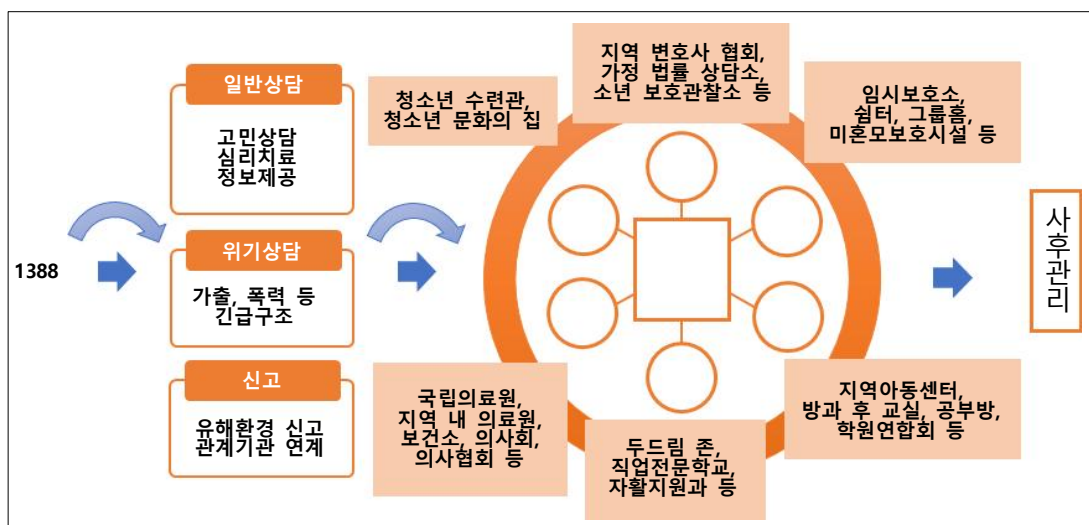 1388
일반상담
고민상담
심리치료
정보제공
위기상담
가출, 폭력 등
긴급구조
신고
유해환경 신고
관계기관 연계
청소년 수련관,
청소년 문화의 집
지역 변호사 협회,
가정 법률 상담소,
소년 보호관찰소 등
임시보호소,
쉼터, 그룹홈,
미혼모보호시설 등
국립의료원,
지역 내 의료원,
보건소, 의사회,
의사협회 등
두드림 존,
직업전문학교,
자활지원과 등
지역아동센터,
방과 후 교실, 공부방,
학원연합회 등
사후관리